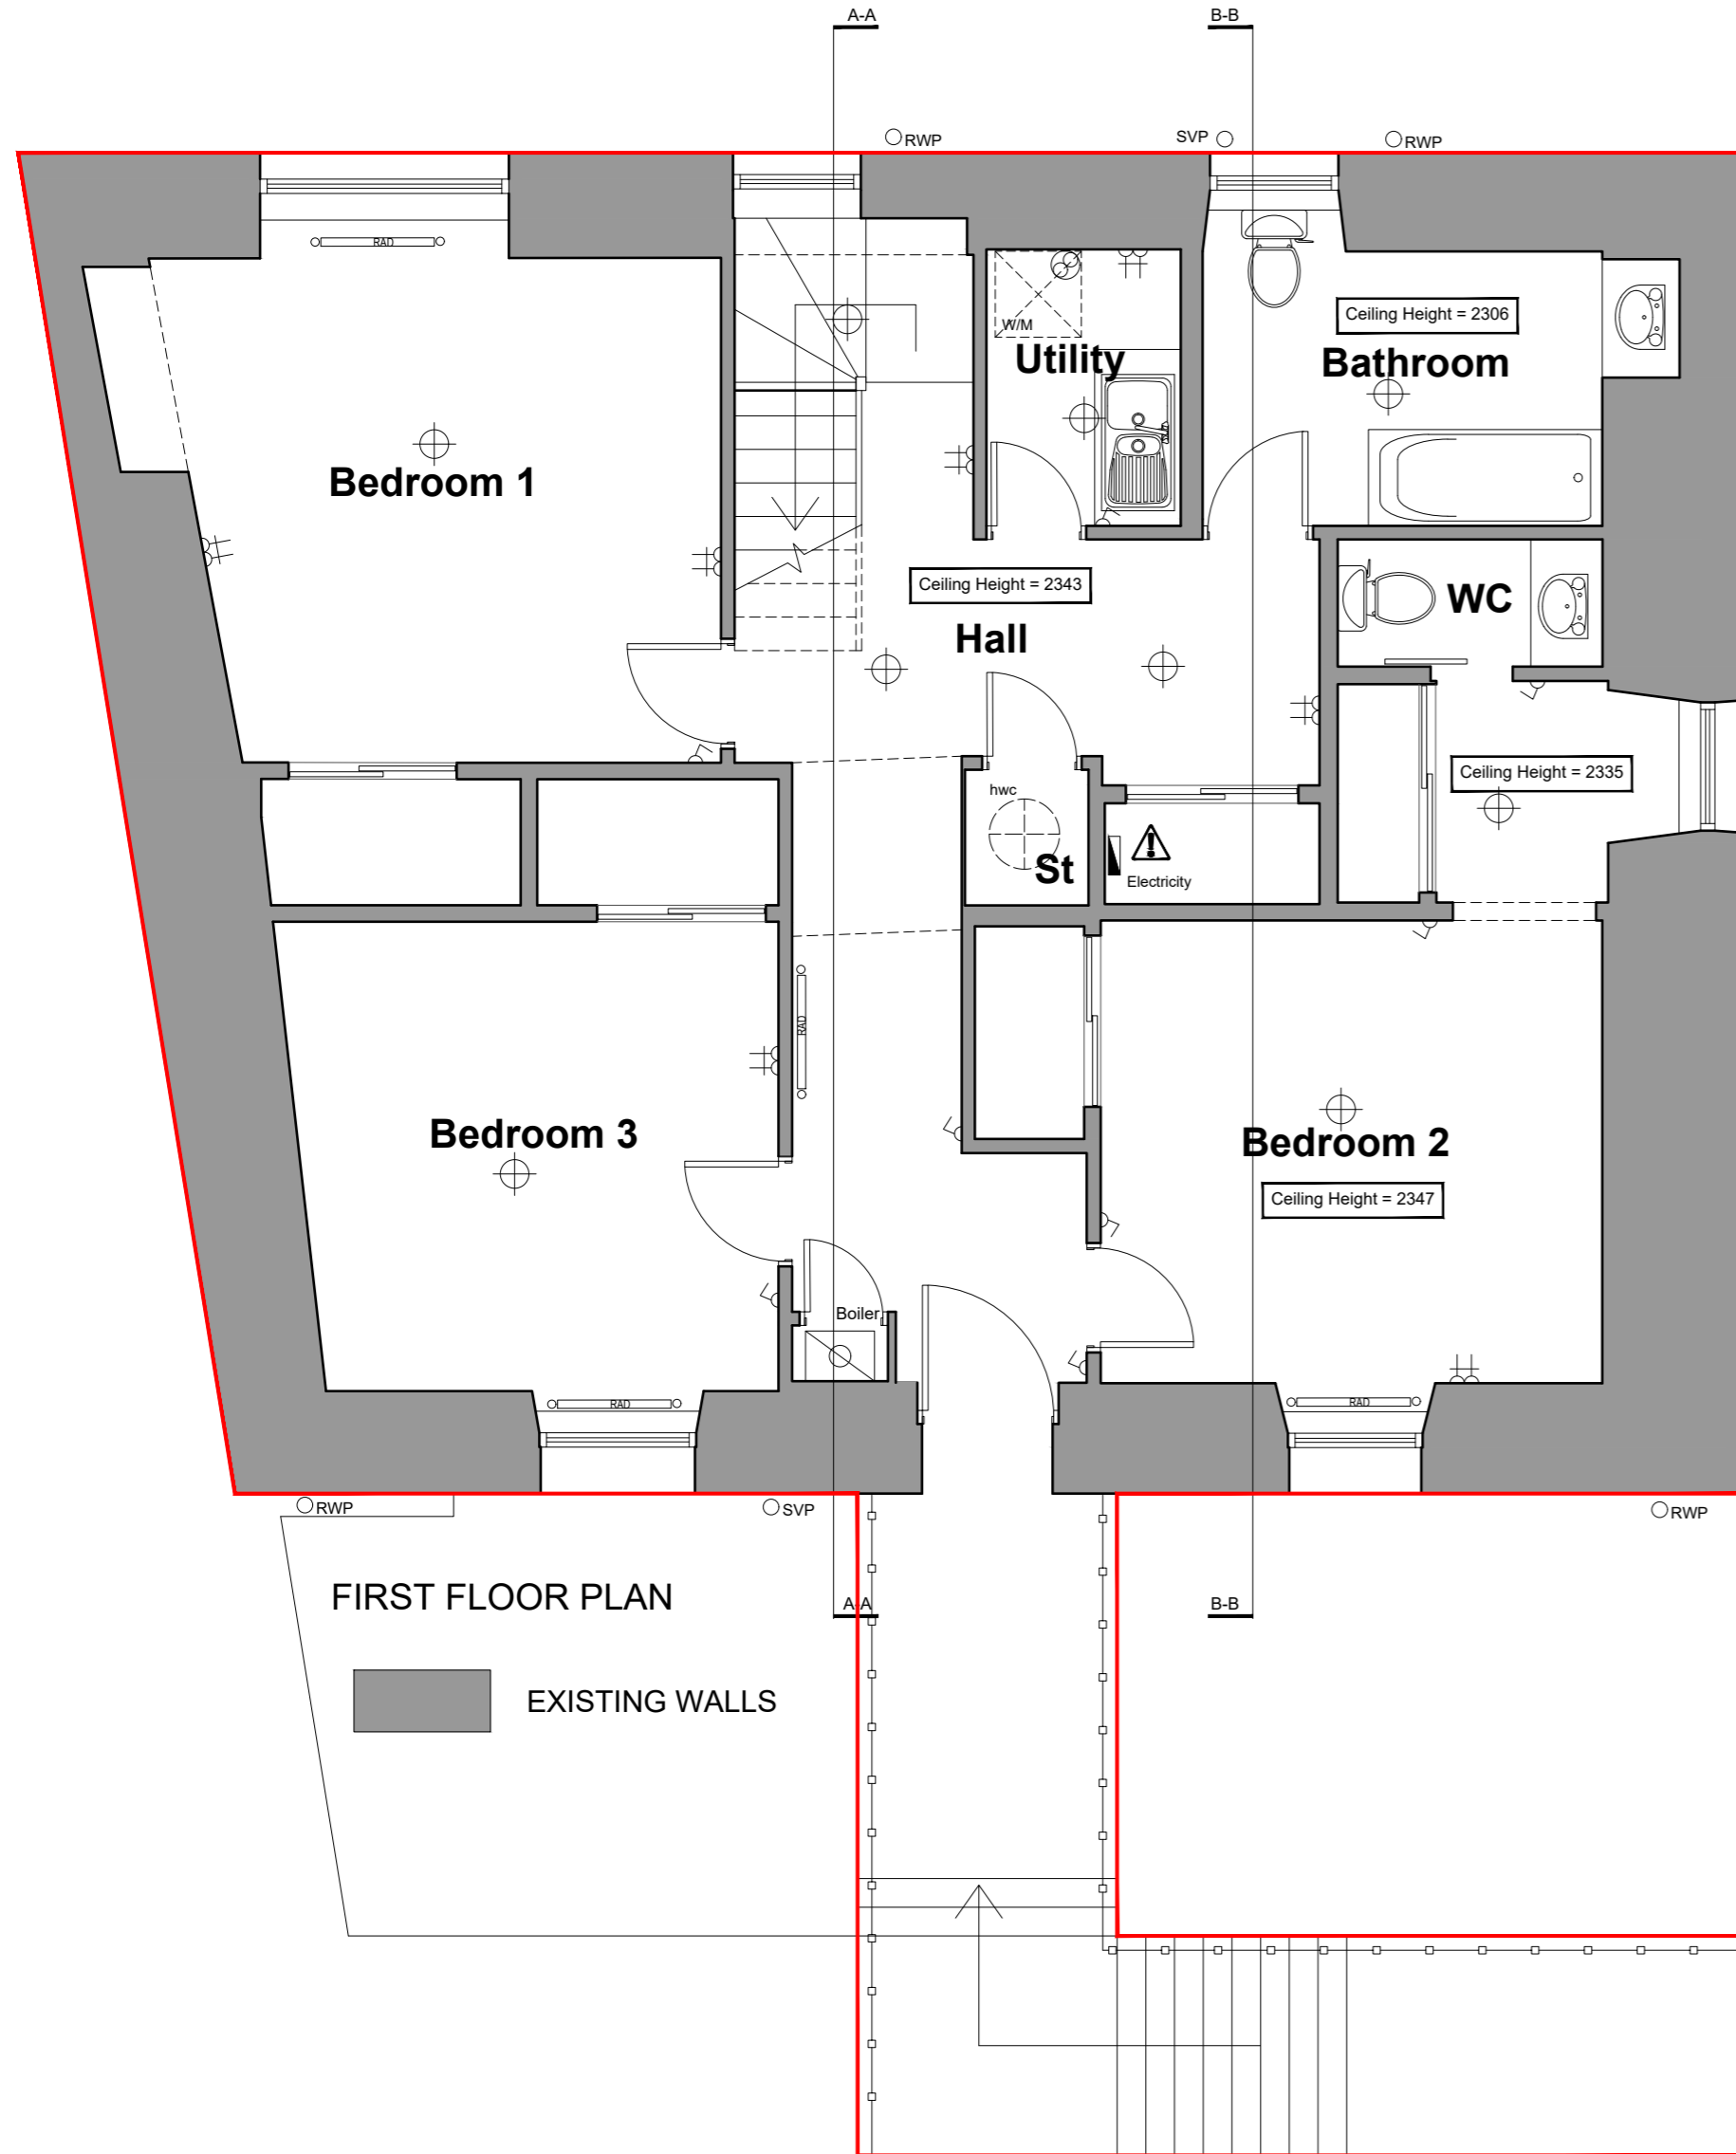 A-A
B-B
RWP
SVP
RWP
RAD
W/M
Utility
Ceiling Height = 2306
Bathroom
Bedroom 1
Ceiling Height = 2343
Hall
WC
Ceiling Height = 2335
hwc
St
Electricity
RAD
Bedroom 3
Bedroom 2
Ceiling Height = 2347
Boiler
RAD
RAD
RWP
SVP
RWP
FIRST FLOOR PLAN
A-A
B-B
EXISTING WALLS